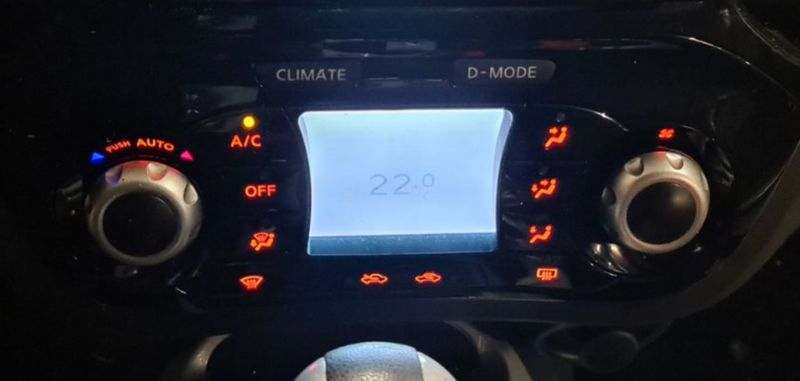 CLIMATE D-MODE
PUSH AUTO
A/C
OFF
22.0